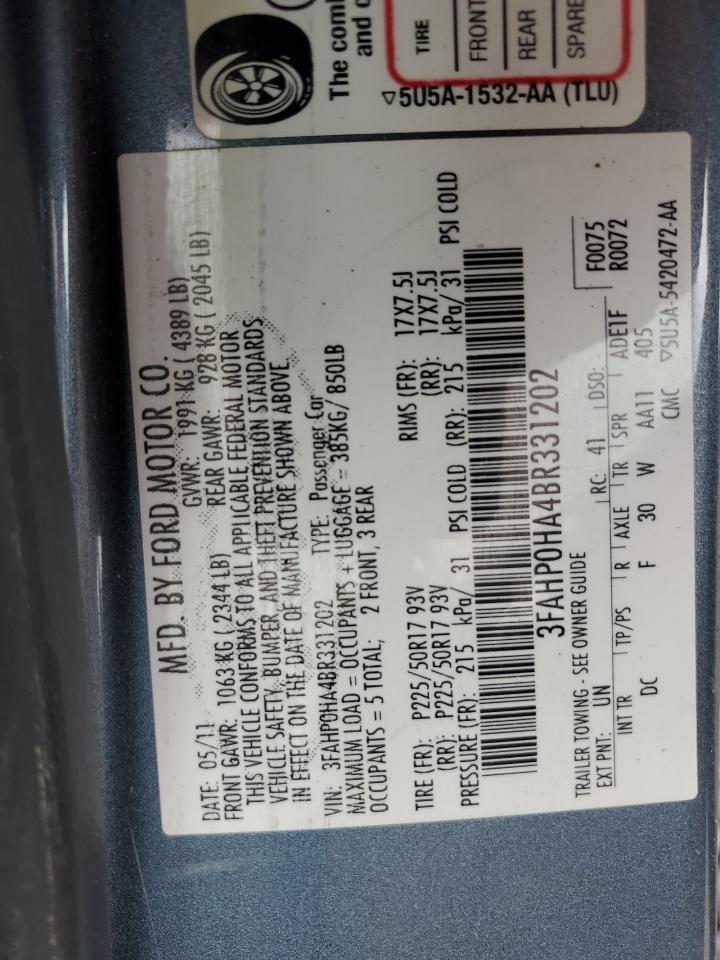 The comb
and c
TIRE
FRONT
REAR
SPARE
▽5U5A-1532-AA (TLU)
MFD. BY FORD MOTOR CO.
DATE: 05/11 GVWR: 1991 KG ( 4389 LB)
FRONT GAWR: 1063 KG ( 2344 LB) REAR GAWR: 928 KG ( 2045 LB)
THIS VEHICLE CONFORMS TO ALL APPLICABLE FEDERAL MOTOR
VEHICLE SAFETY, BUMPER, AND THEFT PREVENTION STANDARDS
IN EFFECT ON THE DATE OF MANUFACTURE SHOWN ABOVE.
VIN: 3FAHP0HA4BR331202 TYPE: Passenger Car
MAXIMUM LOAD = OCCUPANTS + LUGGAGE = 385KG/ 850LB
OCCUPANTS = 5 TOTAL; 2 FRONT, 3 REAR
TIRE (FR): P225/50R17 93V RIMS (FR): 17X7.5J
(RR): P225/50R17 93V (RR): 17X7.5J
PRESSURE (FR): 215 kPa/ 31 PSI COLD (RR): 215 kPa/ 31 PSI COLD
3FAHP0HA4BR331202
TRAILER TOWING - SEE OWNER GUIDE
F0075
EXT PNT: UN RC: 41 DSO: R0072
INT TR TP/PS R AXLE TR SPR ADE1F
DC F 30 W AA11 405
CMC ▽5U5A-5420472-AA